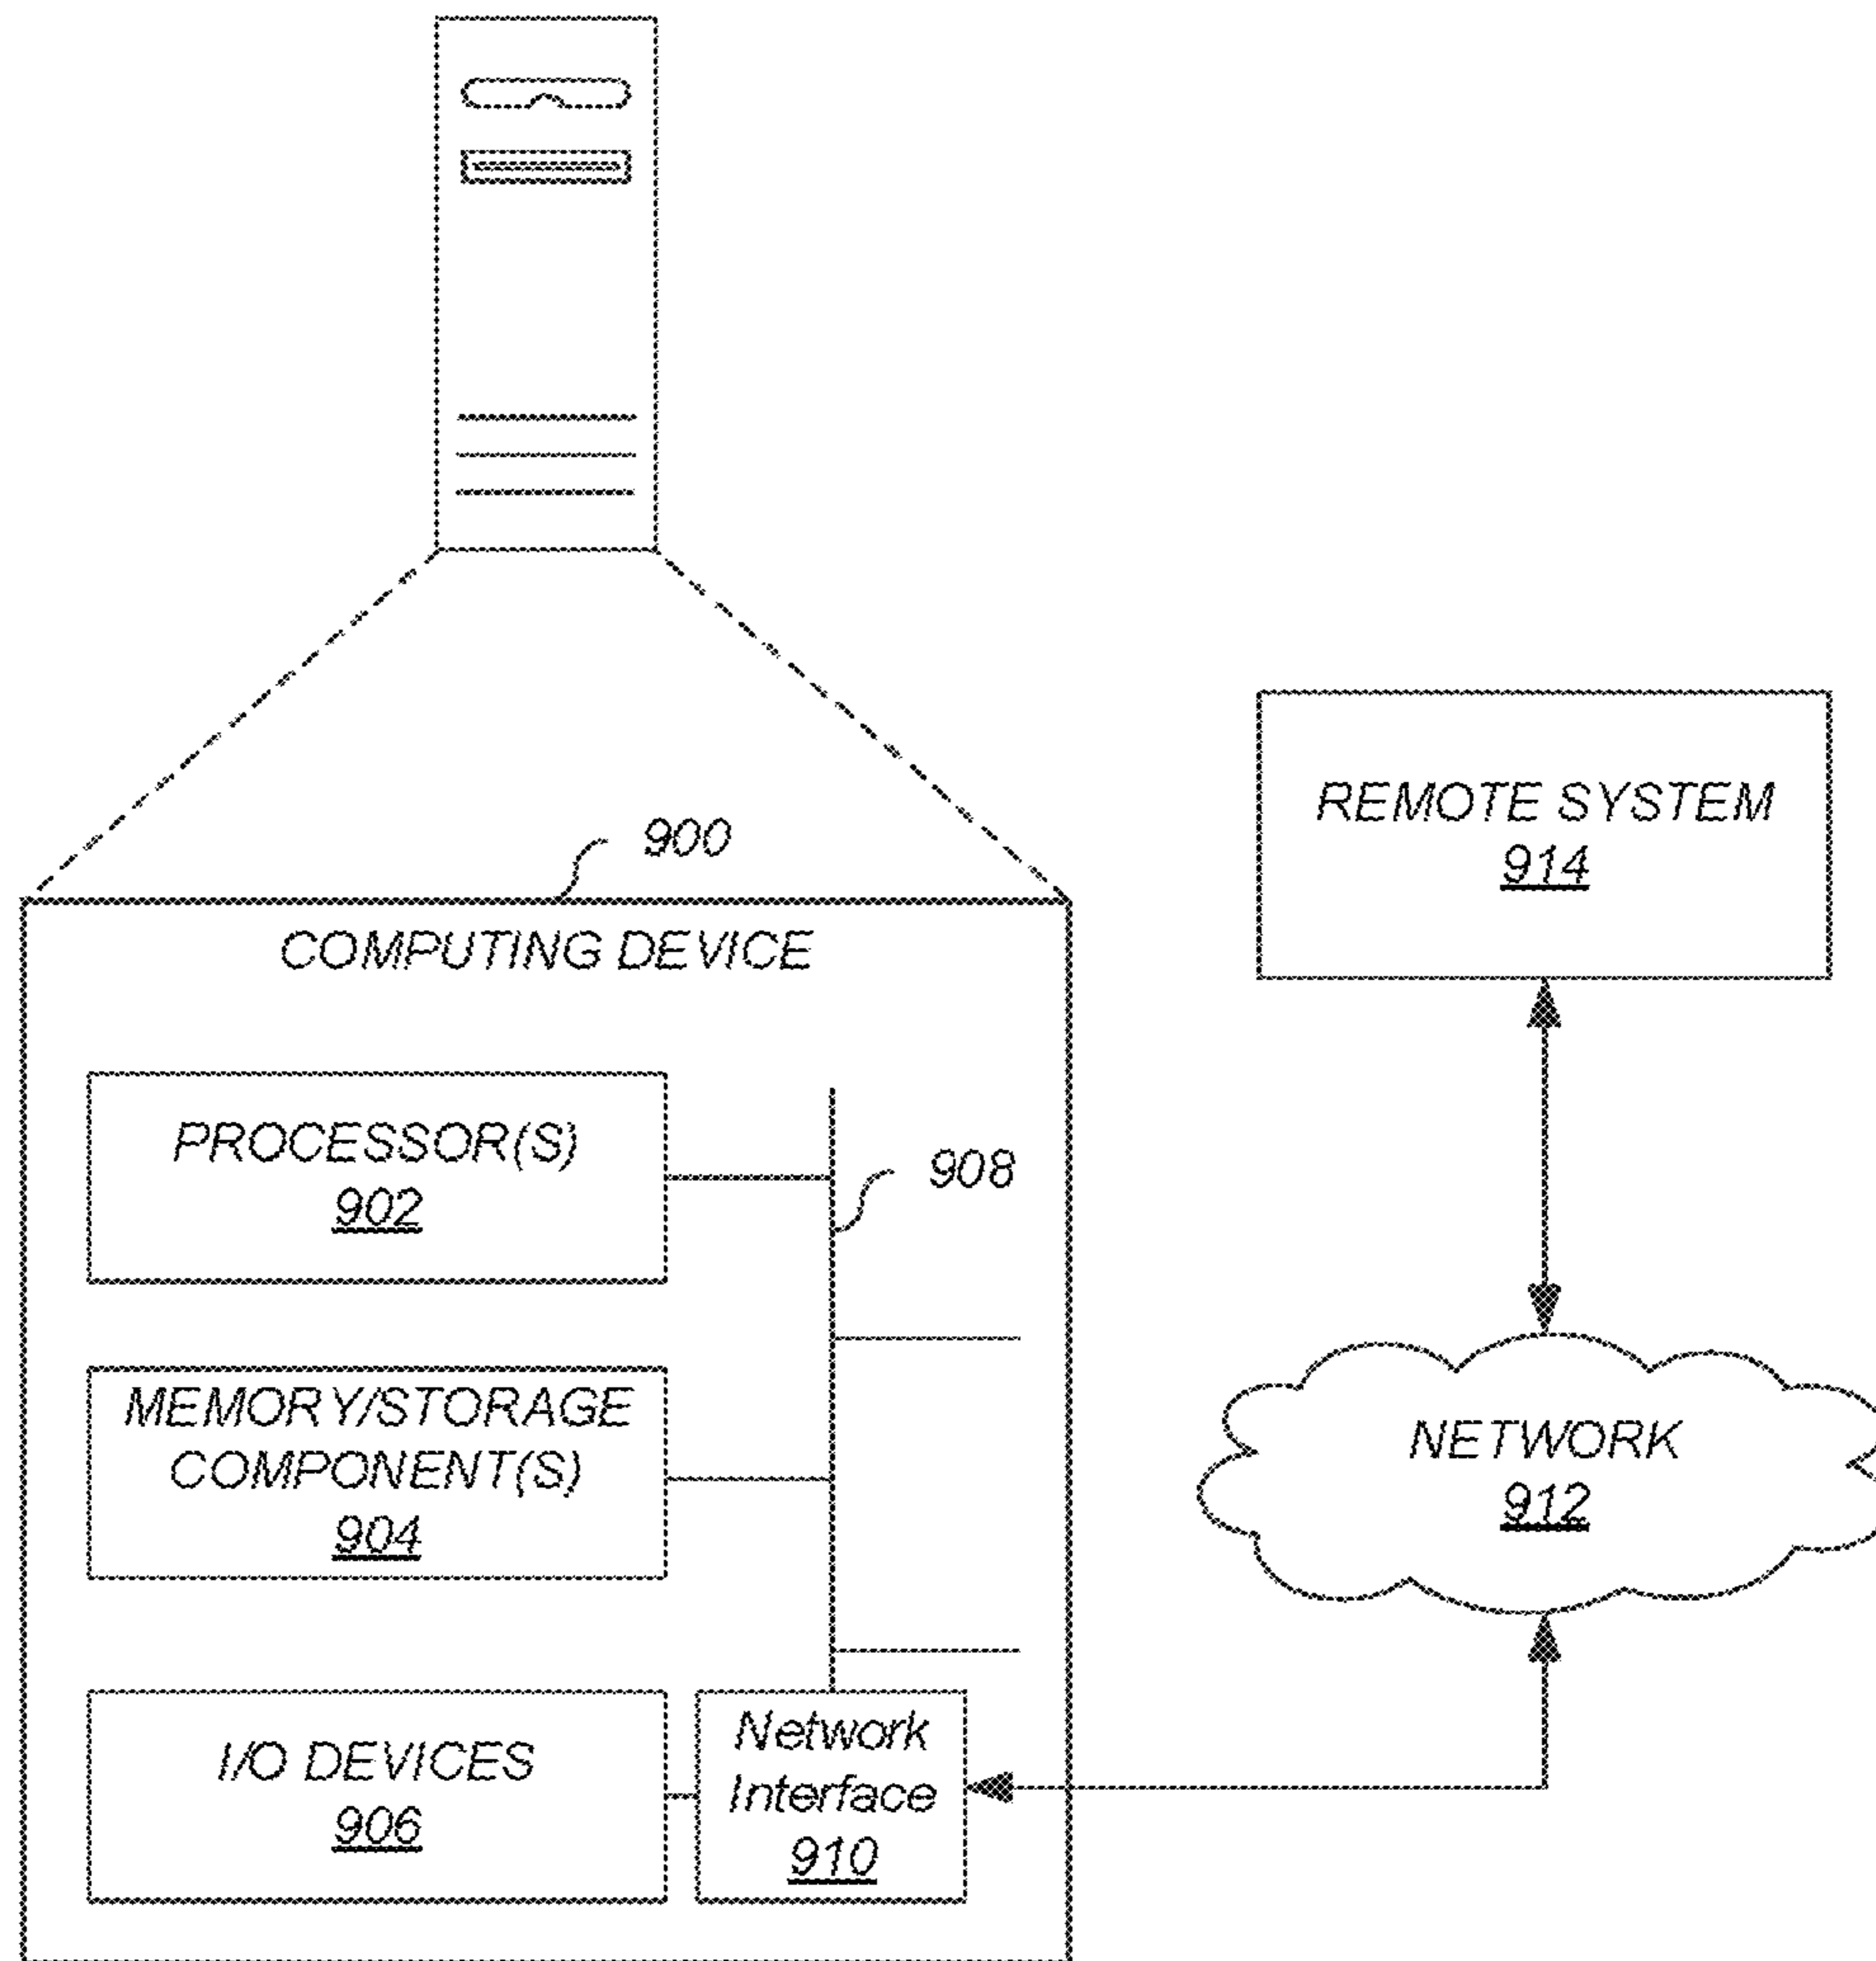 900
COMPUTING DEVICE
PROCESSOR(S)
902
908
MEMORY/STORAGE
COMPONENT(S)
904
I/O DEVICES
906
Network
Interface
910
REMOTE SYSTEM
914
NETWORK
912